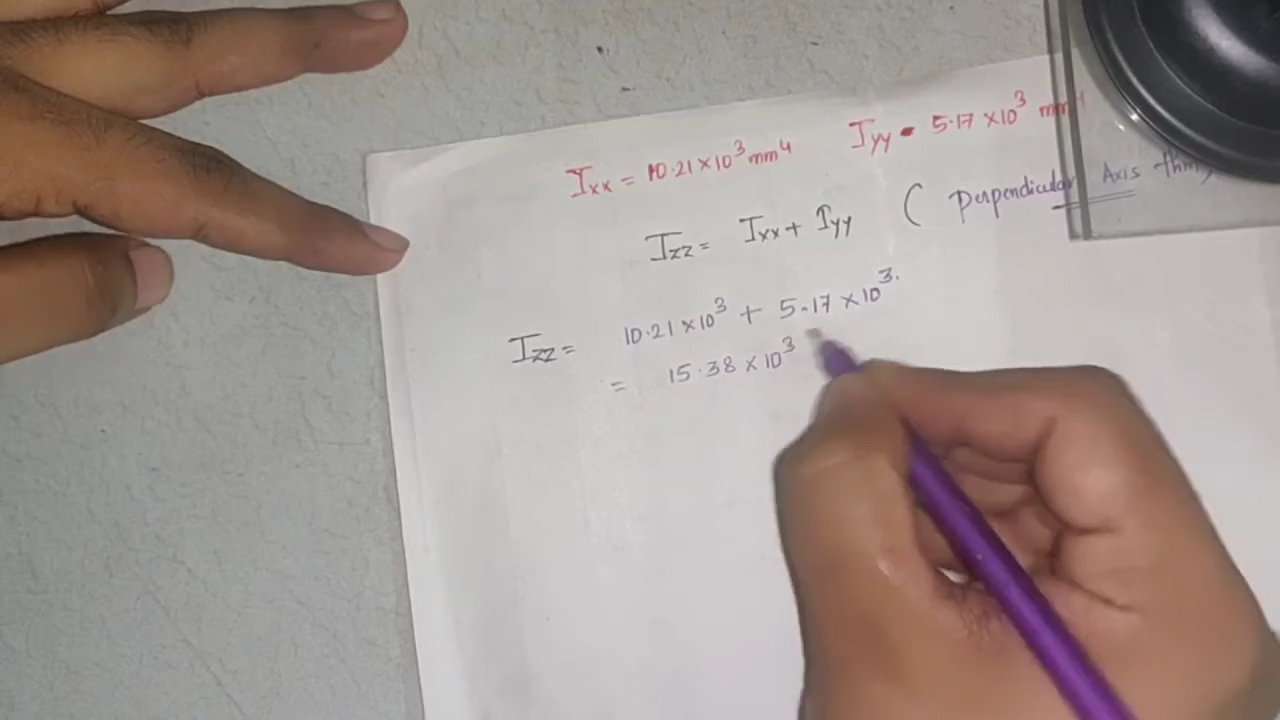 Ixx = 10.21 × 10³ mm⁴ Iyy = 5.17 × 10³ mm⁴
Izz = Ixx + Iyy ( Perpendicular Axis
Izz = 10.21 × 10³ + 5.17 × 10³.
= 15.38 × 10³